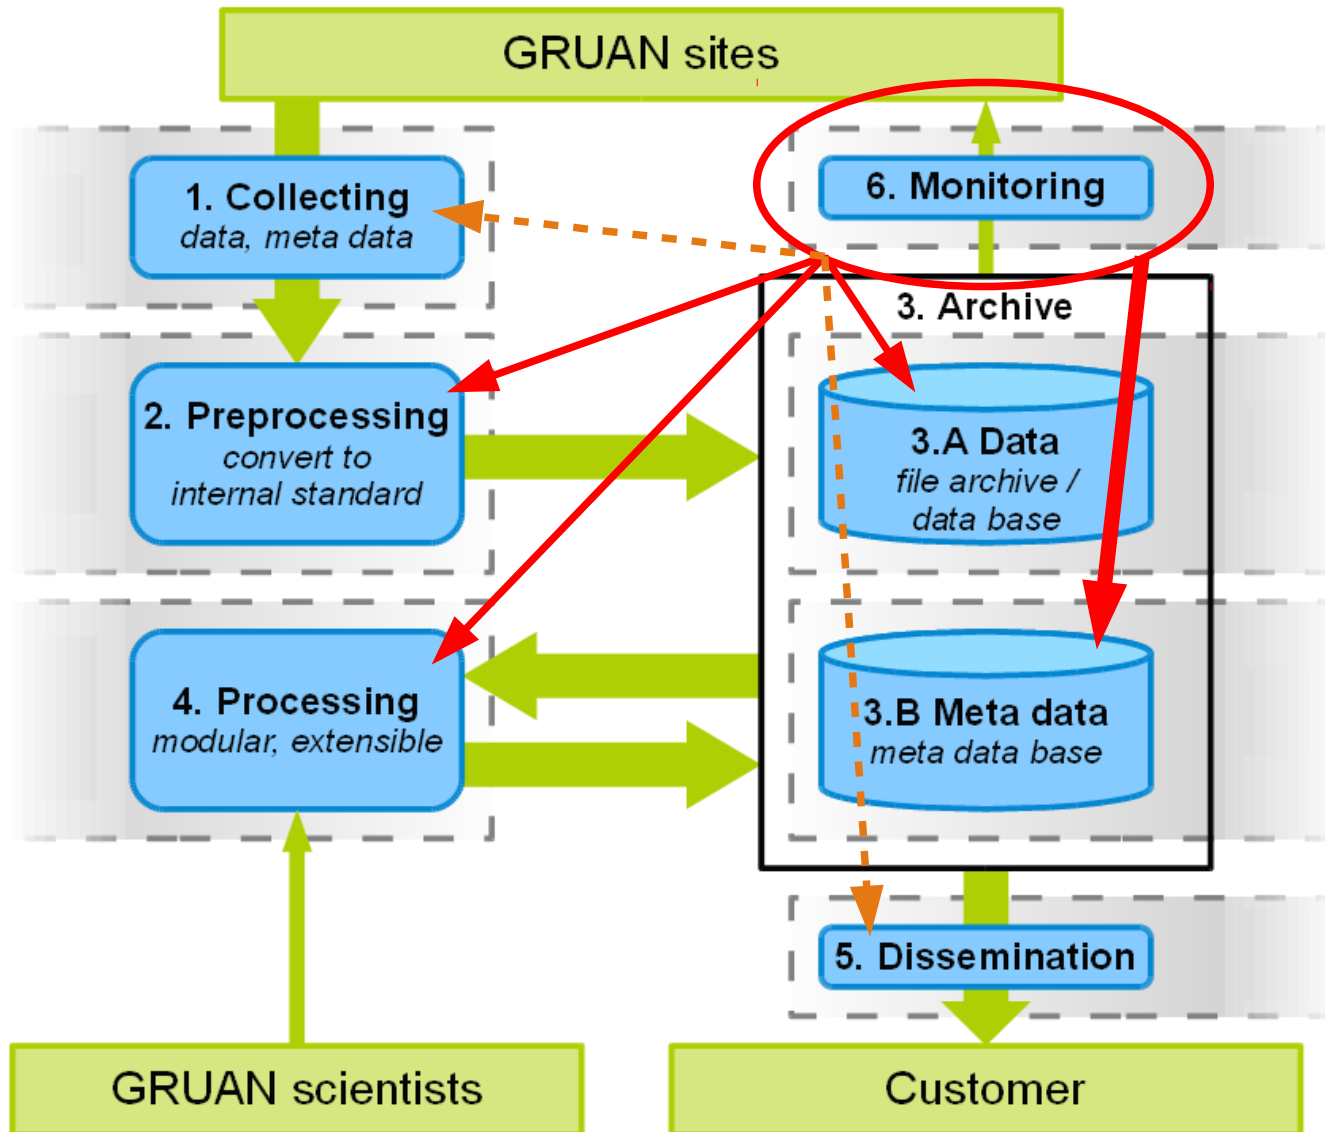 GRUAN sites
1. Collecting
data, meta data
6. Monitoring
3. Archive
2. Preprocessing
convert to
internal standard
3.A Data
file archive /
data base
4. Processing
modular, extensible
3.B Meta data
meta data base
5. Dissemination
GRUAN scientists
Customer